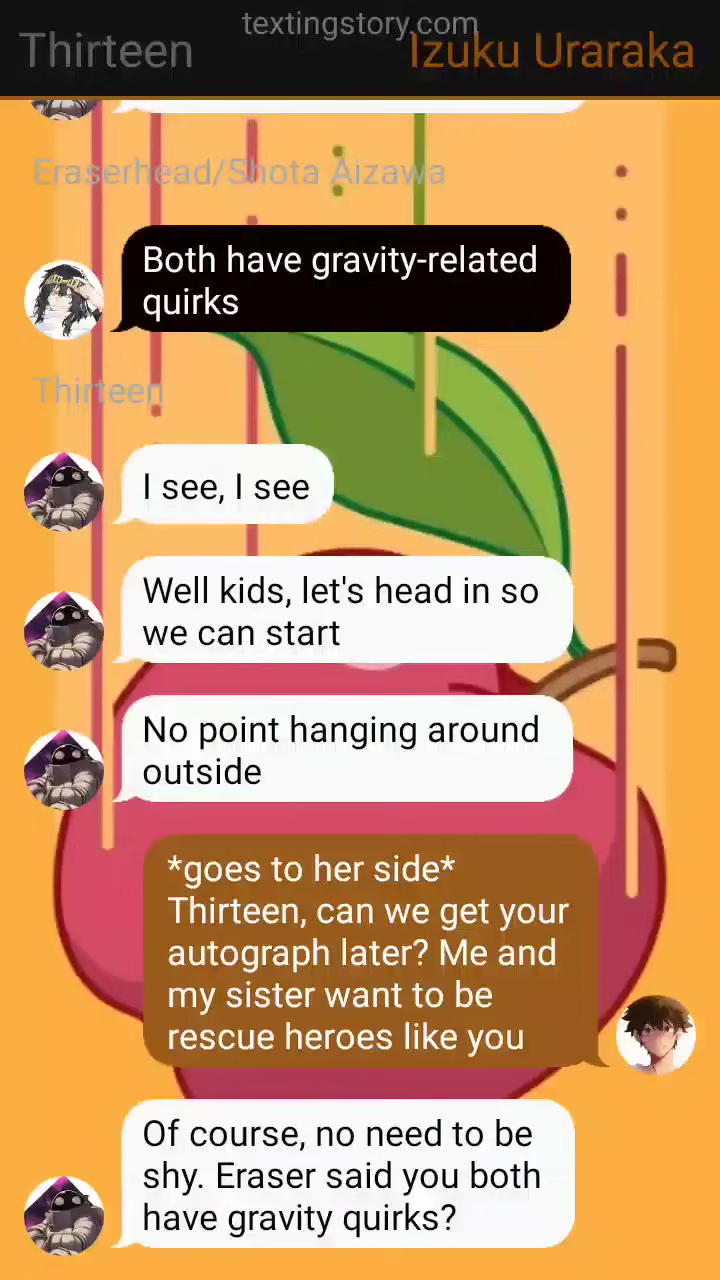 textingstory.com
Thirteen
Izuku Uraraka
Eraserhead/Shota Aizawa
Both have gravity-related
quirks
Thirteen
I see, I see
Well kids, let's head in so
we can start
No point hanging around
outside
*goes to her side*
Thirteen, can we get your
autograph later? Me and
my sister want to be
rescue heroes like you
Of course, no need to be
shy. Eraser said you both
have gravity quirks?